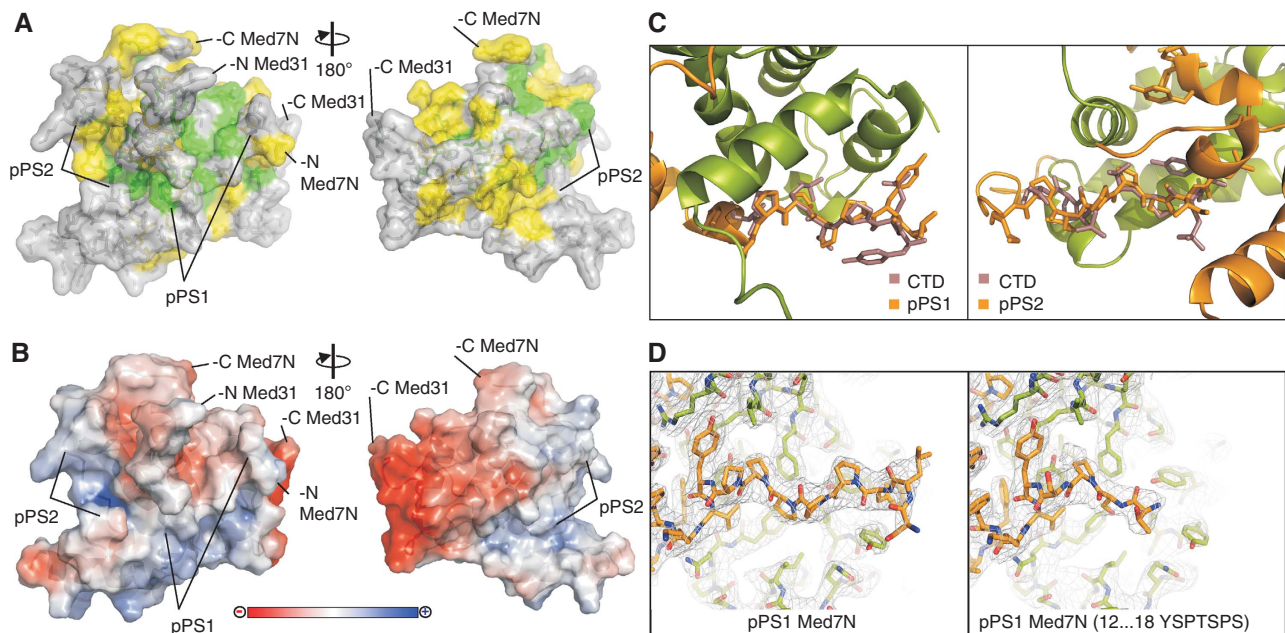 A
-C Med7N
-N Med31
180°
-C Med31
-N
Med7N
pPS2
pPS1
-C Med7N
-C Med31
pPS2
B
-C Med7N
-N Med31
180°
-C Med31
-N
Med7N
pPS2
pPS1
-C Med7N
-C Med31
pPS2
- +
C
CTD
pPS1
CTD
pPS2
D
pPS1 Med7N
pPS1 Med7N (12...18 YSPTSPS)